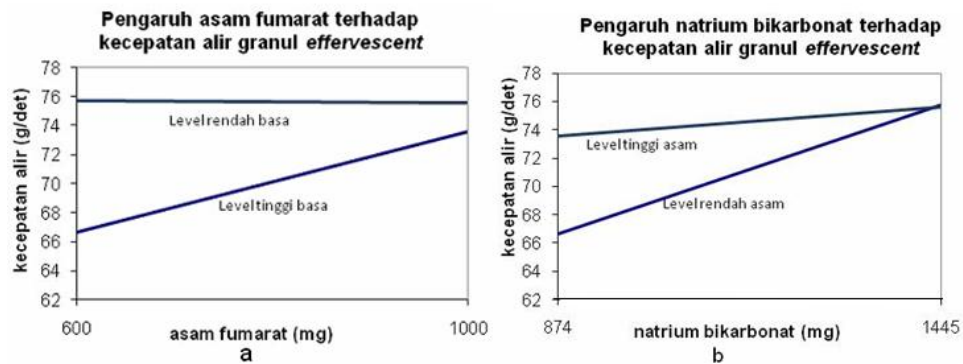 Pengaruh asam fumarat terhadap
kecepatan alir granul effervescent
kecepatan alir (g/det)
78
76
74
72
70
68
66
64
62
Level rendah basa
Level tinggi basa
600
1000
asam fumarat (mg)
a
Pengaruh natrium bikarbonat terhadap
kecepatan alir granul effervescent
kecepatan alir (g/det)
78
76
74
72
70
68
66
64
62
Level tinggi asam
Level rendah asam
874
1445
natrium bikarbonat (mg)
b